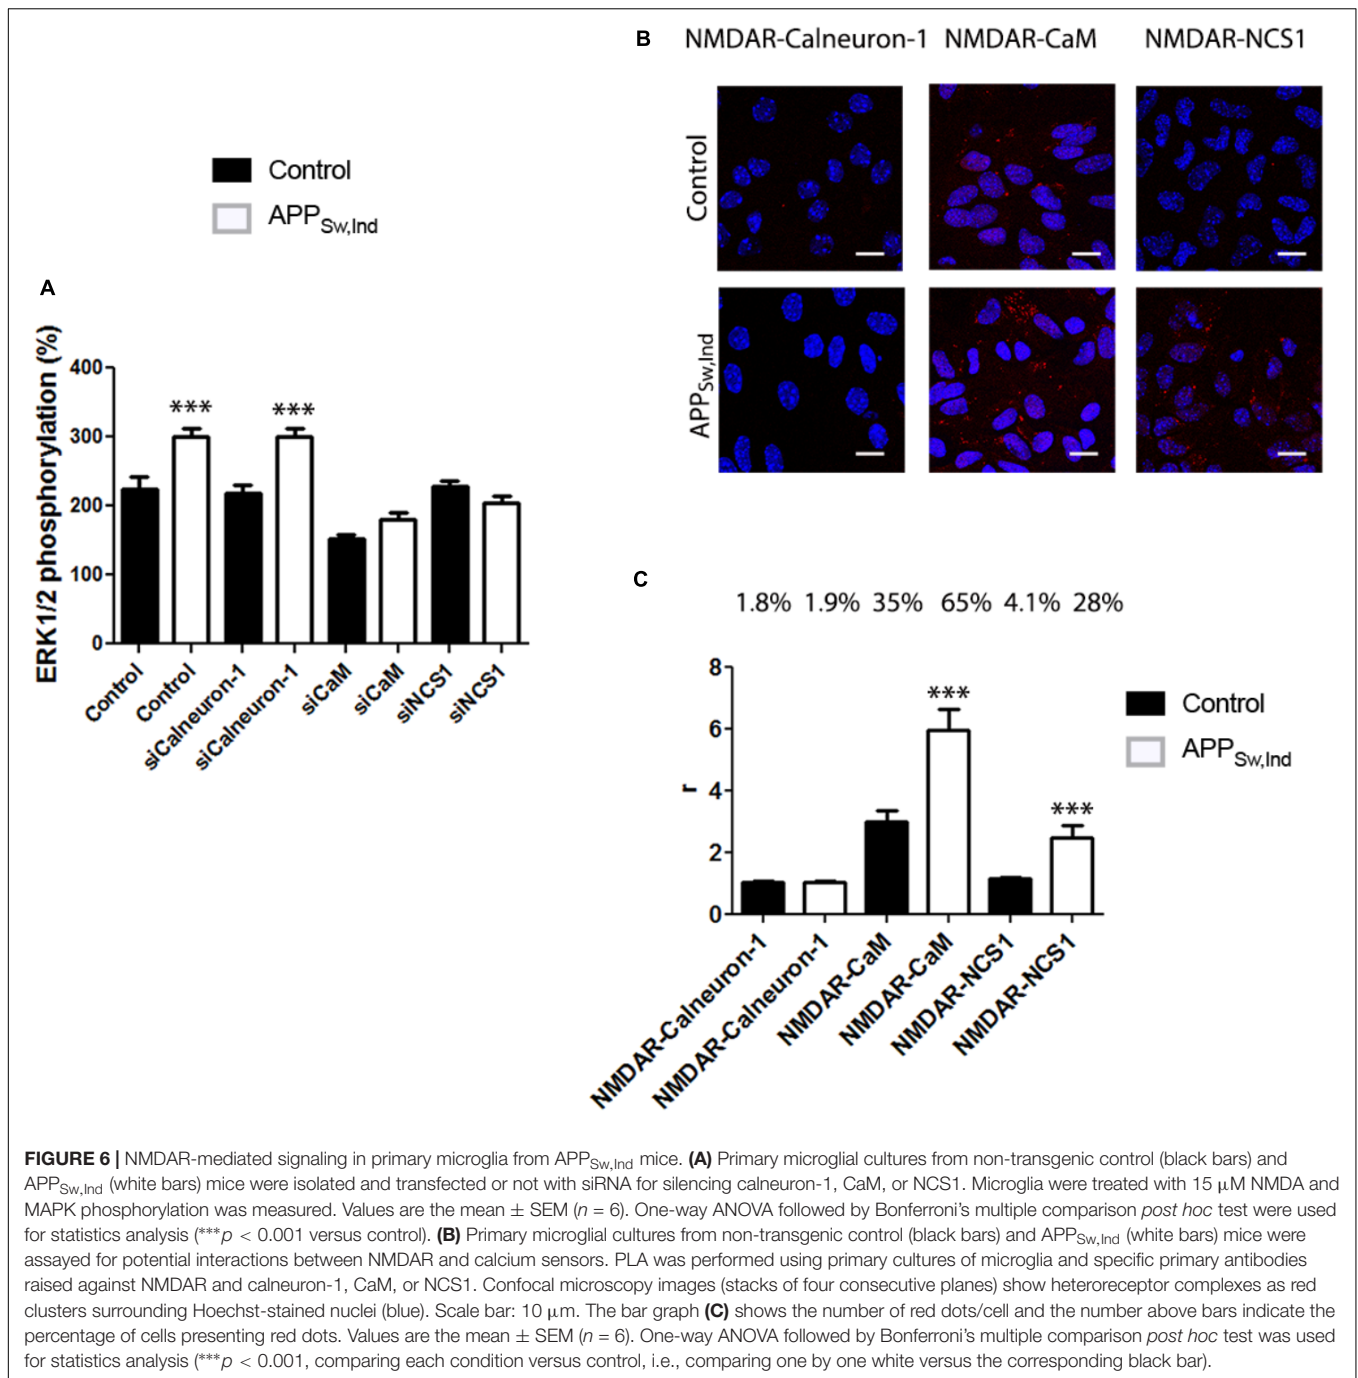 Control
APPSw,Ind
A
ERK1/2 phosphorylation (%)
400
300
200
100
0
***
***
Control
Control
siCalneuron-1
siCalneuron-1
siCaM
siCaM
siNCS1
siNCS1
B
NMDAR-Calneuron-1 NMDAR-CaM NMDAR-NCS1
Control
APPSw,Ind
C
1.8% 1.9% 35% 65% 4.1% 28%
r
8
6
4
2
0
***
***
NMDAR-Calneuron-1
NMDAR-Calneuron-1
NMDAR-CaM
NMDAR-CaM
NMDAR-NCS1
NMDAR-NCS1
Control
APPSw,Ind
FIGURE 6 | NMDAR-mediated signaling in primary microglia from APPSw,Ind mice. (A) Primary microglial cultures from non-transgenic control (black bars) and
APPSw,Ind (white bars) mice were isolated and transfected or not with siRNA for silencing calneuron-1, CaM, or NCS1. Microglia were treated with 15 μM NMDA and
MAPK phosphorylation was measured. Values are the mean ± SEM (n = 6). One-way ANOVA followed by Bonferroni's multiple comparison post hoc test were used
for statistics analysis (***p < 0.001 versus control). (B) Primary microglial cultures from non-transgenic control (black bars) and APPSw,Ind (white bars) mice were
assayed for potential interactions between NMDAR and calcium sensors. PLA was performed using primary cultures of microglia and specific primary antibodies
raised against NMDAR and calneuron-1, CaM, or NCS1. Confocal microscopy images (stacks of four consecutive planes) show heteroreceptor complexes as red
clusters surrounding Hoechst-stained nuclei (blue). Scale bar: 10 μm. The bar graph (C) shows the number of red dots/cell and the number above bars indicate the
percentage of cells presenting red dots. Values are the mean ± SEM (n = 6). One-way ANOVA followed by Bonferroni's multiple comparison post hoc test was used
for statistics analysis (***p < 0.001, comparing each condition versus control, i.e., comparing one by one white versus the corresponding black bar).